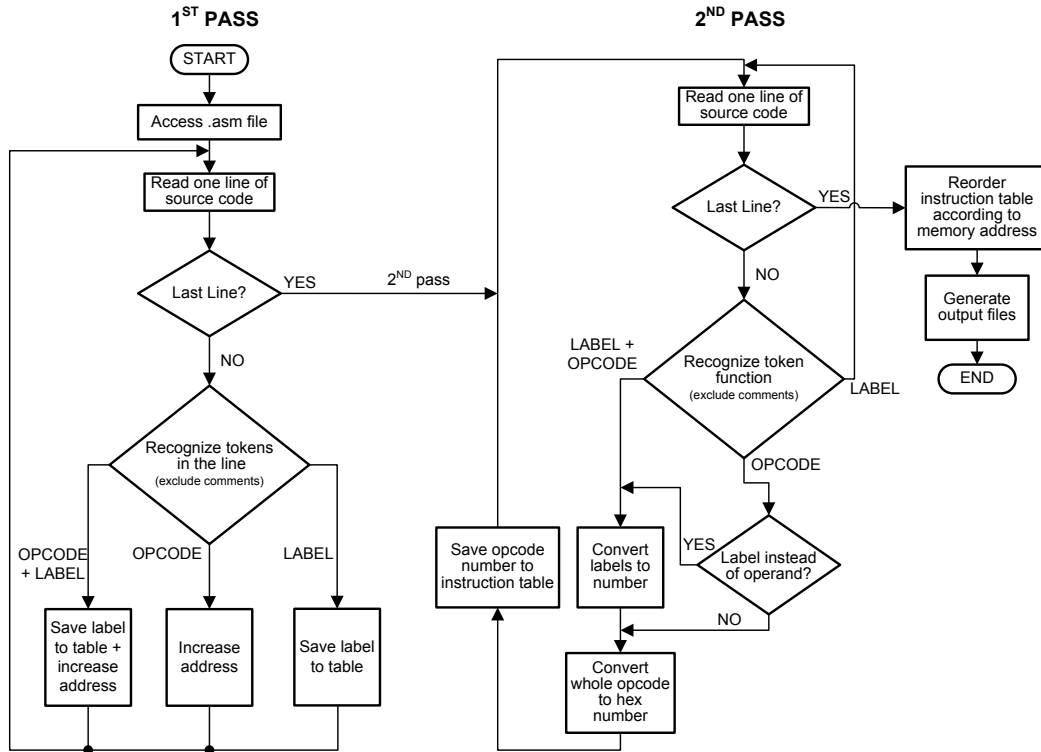 1ST PASS
START
Access .asm file
Read one line of
source code
Last Line?
YES
2ND pass
NO
Recognize tokens
in the line
(exclude comments)
OPCODE
+ LABEL
OPCODE
LABEL
Save label
to table +
increase
address
Increase
address
Save label
to table
2ND PASS
Read one line of
source code
Last Line?
YES
Reorder
instruction table
according to
memory address
Generate
output files
END
NO
LABEL +
OPCODE
Recognize token
function
(exclude comments)
LABEL
OPCODE
Label instead
of operand?
YES
NO
Convert
labels to
number
Convert
whole opcode
to hex
number
Save opcode
number to
instruction table